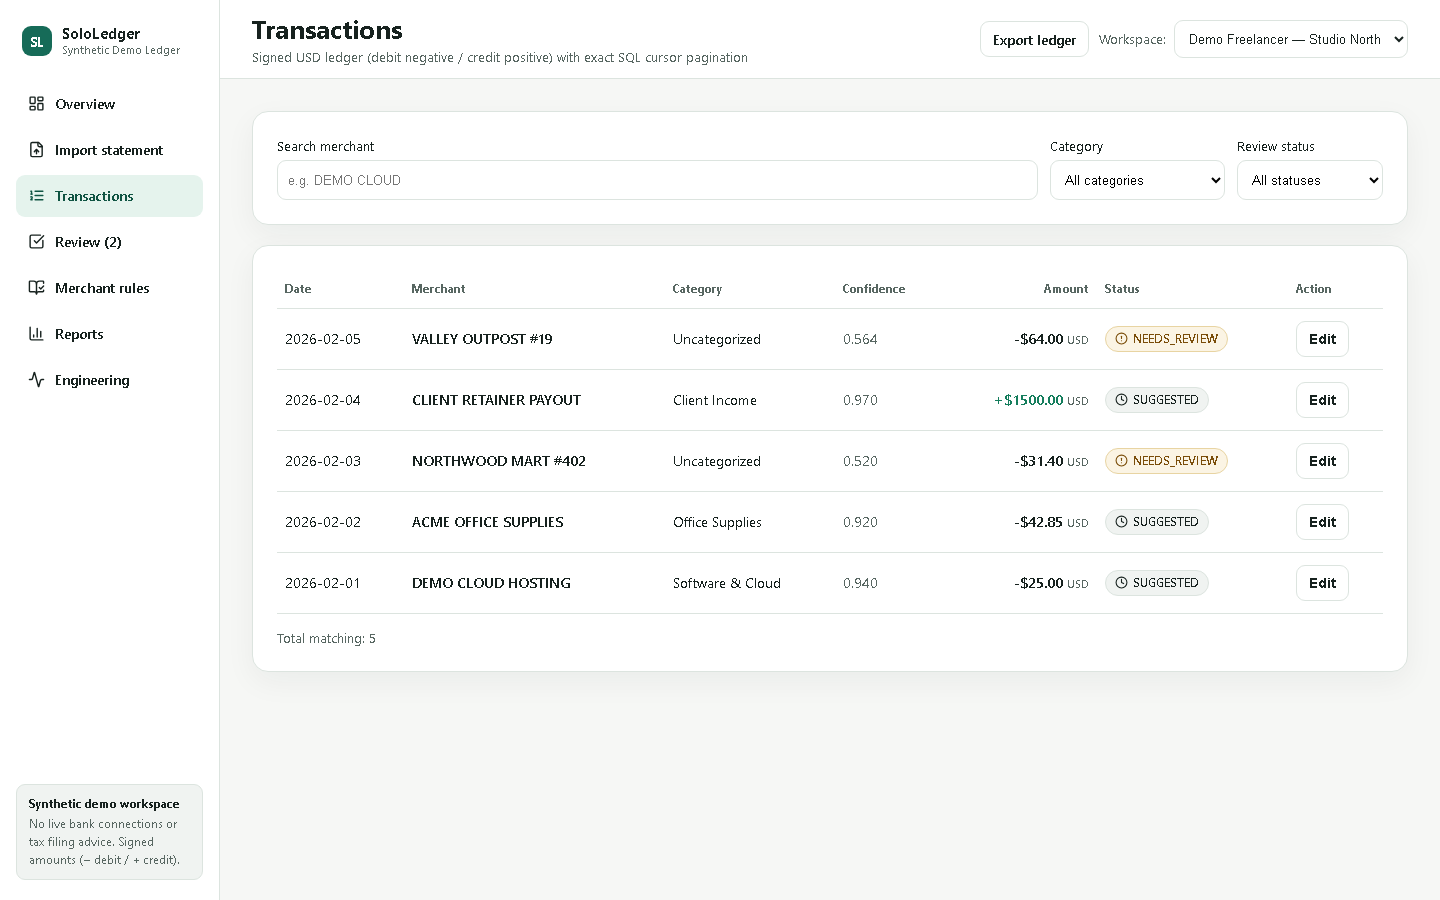 SL
SoloLedger
Synthetic Demo Ledger
Overview
Import statement
Transactions
Review (2)
Merchant rules
Reports
Engineering
Synthetic demo workspace
No live bank connections or
tax filing advice. Signed
amounts (− debit / + credit).
Transactions
Signed USD ledger (debit negative / credit positive) with exact SQL cursor pagination
Export ledger
Workspace:
Demo Freelancer — Studio North
Search merchant
e.g. DEMO CLOUD
Category
All categories
Review status
All statuses
Date Merchant Category Confidence Amount Status Action
2026-02-05 VALLEY OUTPOST #19 Uncategorized 0.564 -$64.00 USD NEEDS_REVIEW Edit
2026-02-04 CLIENT RETAINER PAYOUT Client Income 0.970 +$1500.00 USD SUGGESTED Edit
2026-02-03 NORTHWOOD MART #402 Uncategorized 0.520 -$31.40 USD NEEDS_REVIEW Edit
2026-02-02 ACME OFFICE SUPPLIES Office Supplies 0.920 -$42.85 USD SUGGESTED Edit
2026-02-01 DEMO CLOUD HOSTING Software & Cloud 0.940 -$25.00 USD SUGGESTED Edit
Total matching: 5